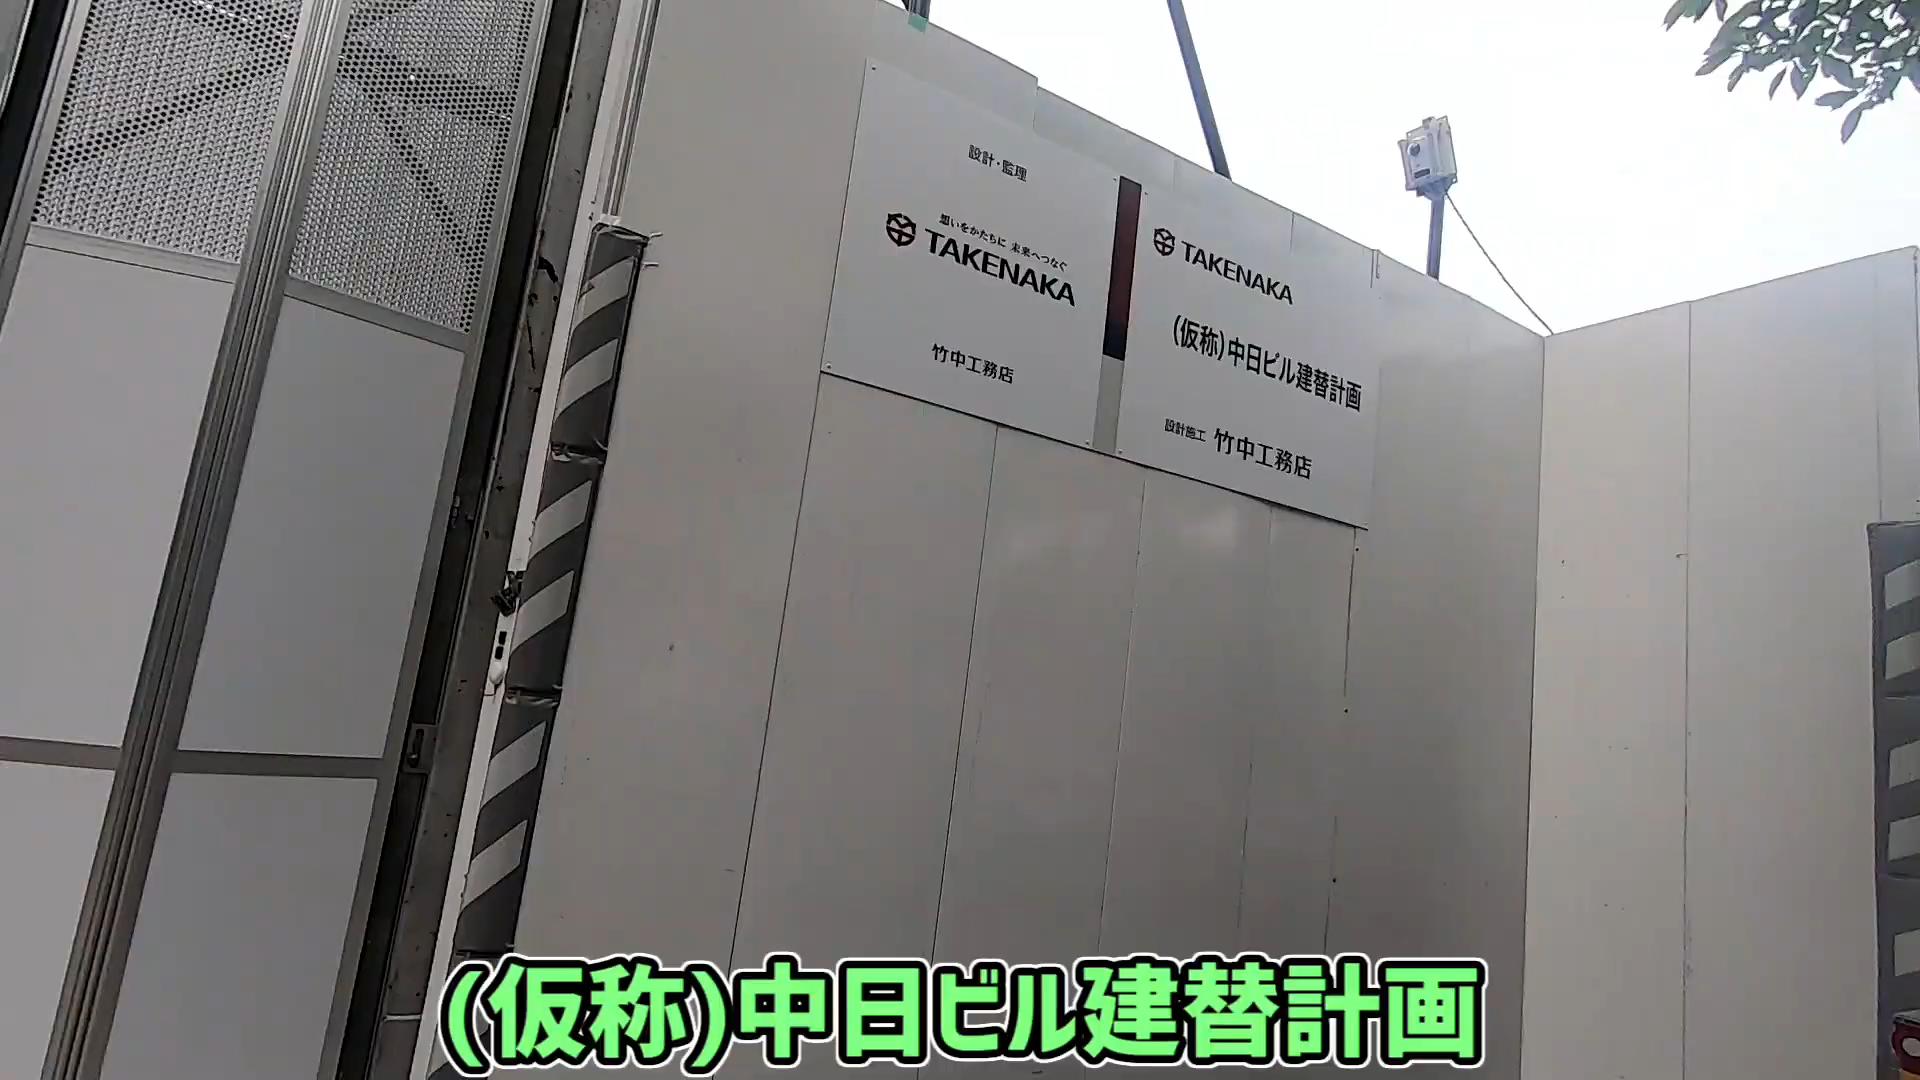 設計・監理
想いをかたちに 未来へつなぐ
TAKENAKA
竹中工務店
TAKENAKA
(仮称)中日ビル建替計画
設計施工 竹中工務店
(仮称)中日ビル建替計画